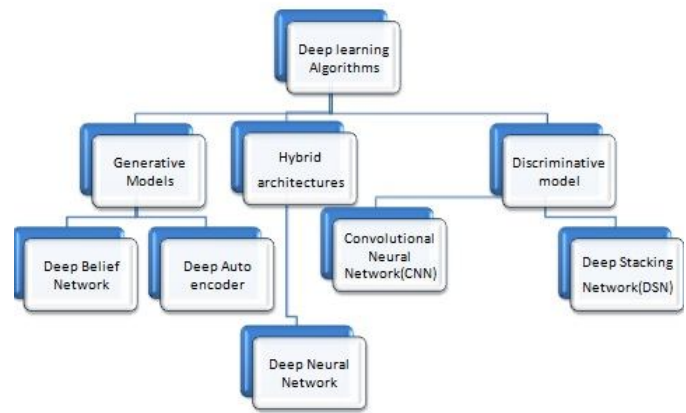 Deep learning
Algorithms
Generative
Models
Hybrid
architectures
Discriminative
model
Deep Belief
Network
Deep Auto
encoder
Convolutional
Neural
Network(CNN)
Deep Stacking
Network(DSN)
Deep Neural
Network